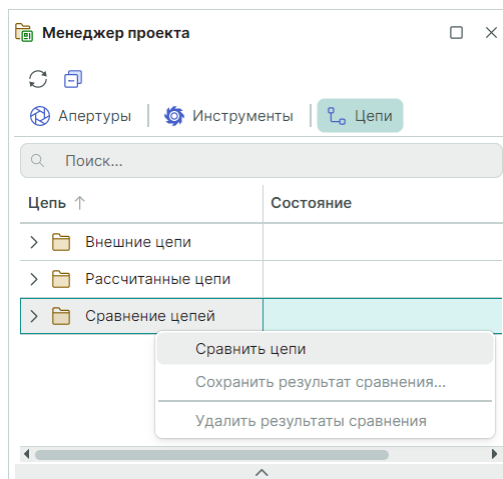 Менеджер проекта
Апертуры Инструменты Цепи
Поиск...
Цепь Состояние
Внешние цепи
Рассчитанные цепи
Сравнение цепей
Сравнить цепи
Сохранить результат сравнения...
Удалить результаты сравнения